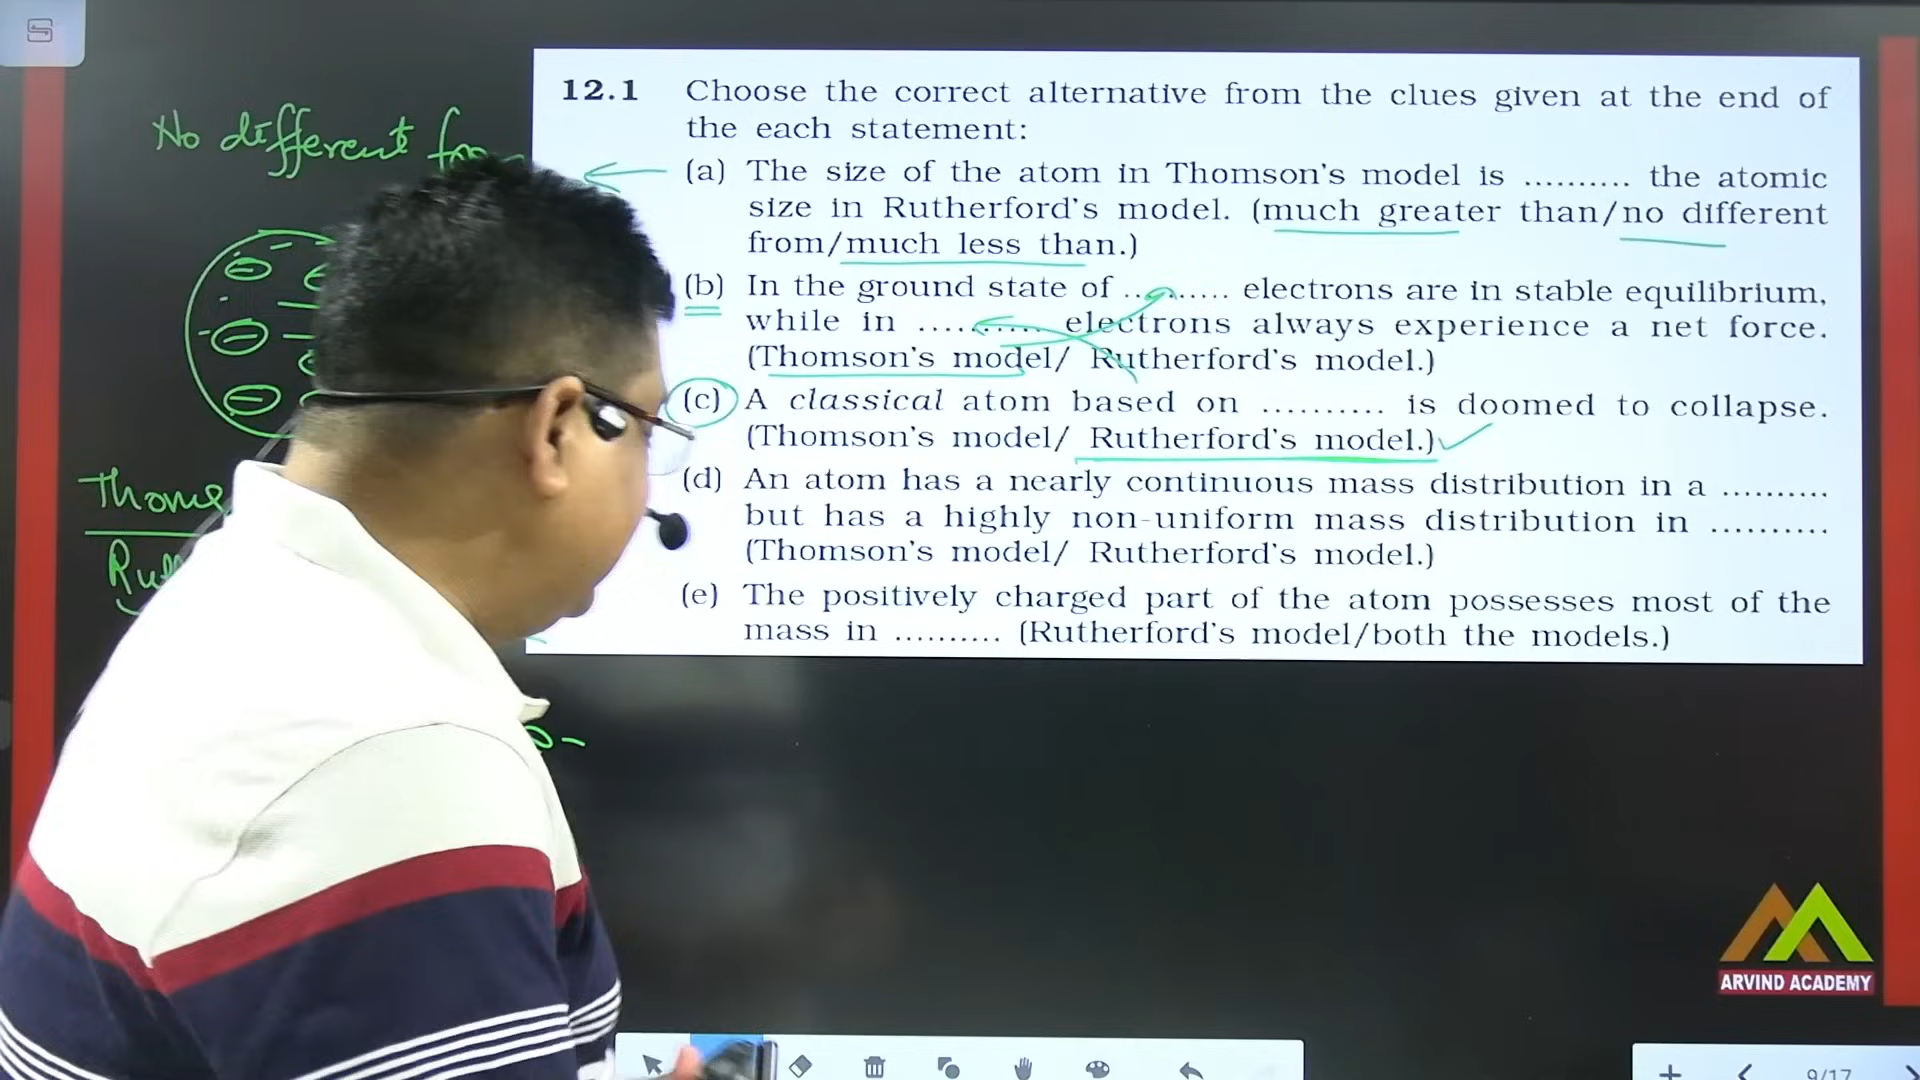 No different
12.1 Choose the correct alternative from the clues given at the end of
the each statement:
(a) The size of the atom in Thomson's model is .......... the atomic
size in Rutherford's model. (much greater than/no different
from/much less than.)
(b) In the ground state of .......... electrons are in stable equilibrium,
while in .......... electrons always experience a net force.
(Thomson's model/ Rutherford's model.)
(c) A classical atom based on .......... is doomed to collapse.
(Thomson's model/ Rutherford's model.)
(d) An atom has a nearly continuous mass distribution in a ..........
but has a highly non-uniform mass distribution in ..........
(Thomson's model/ Rutherford's model.)
(e) The positively charged part of the atom possesses most of the
mass in .......... (Rutherford's model/both the models.)
ARVIND ACADEMY
9/17